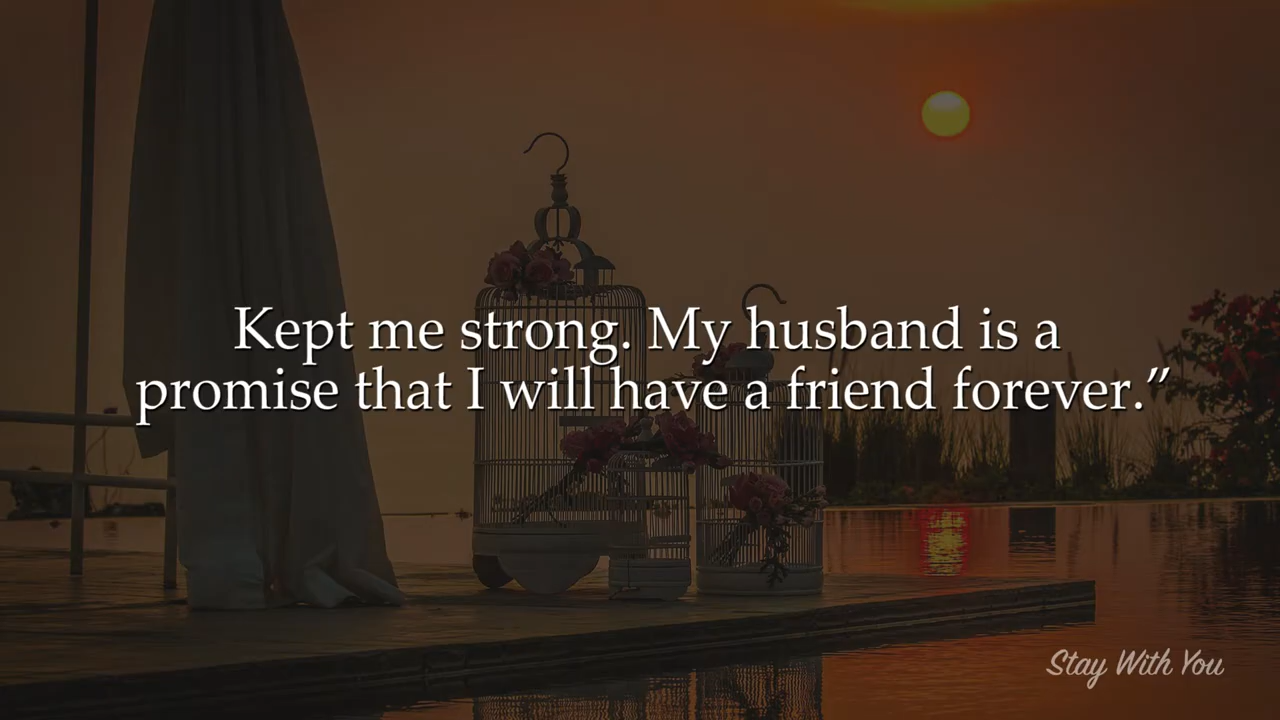 Kept me strong. My husband is a
promise that I will have a friend forever.”
Stay With You